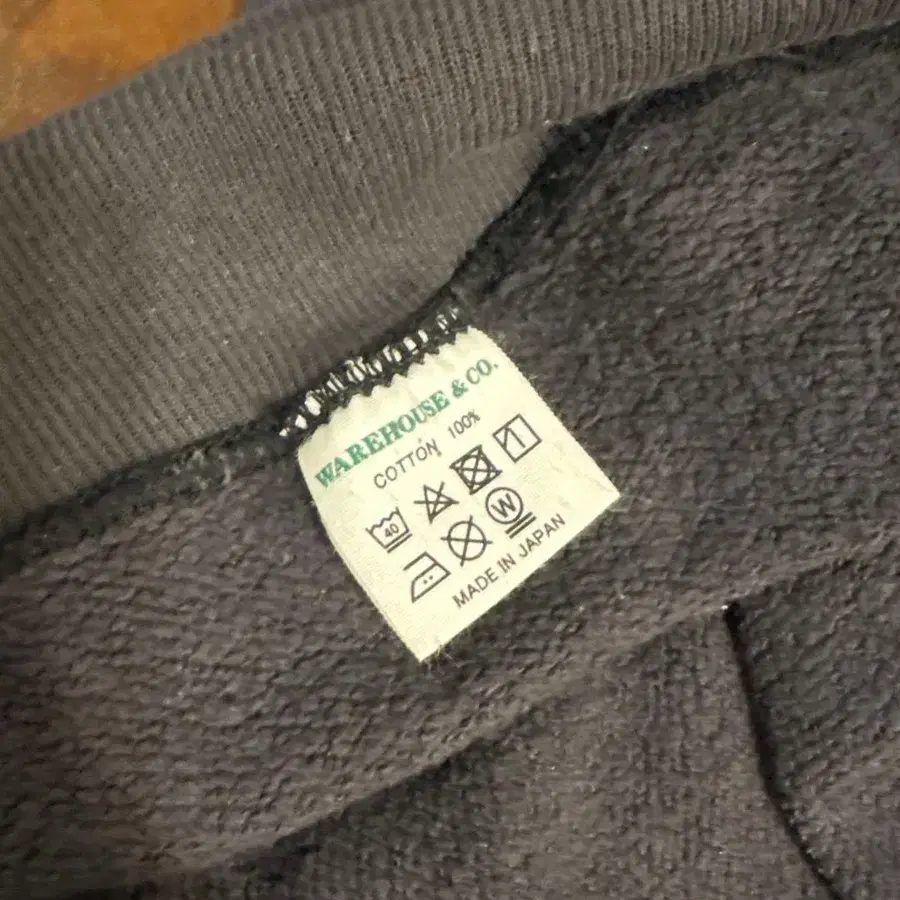 WAREHOUSE & CO.
COTTON 100%
40
W
MADE IN JAPAN